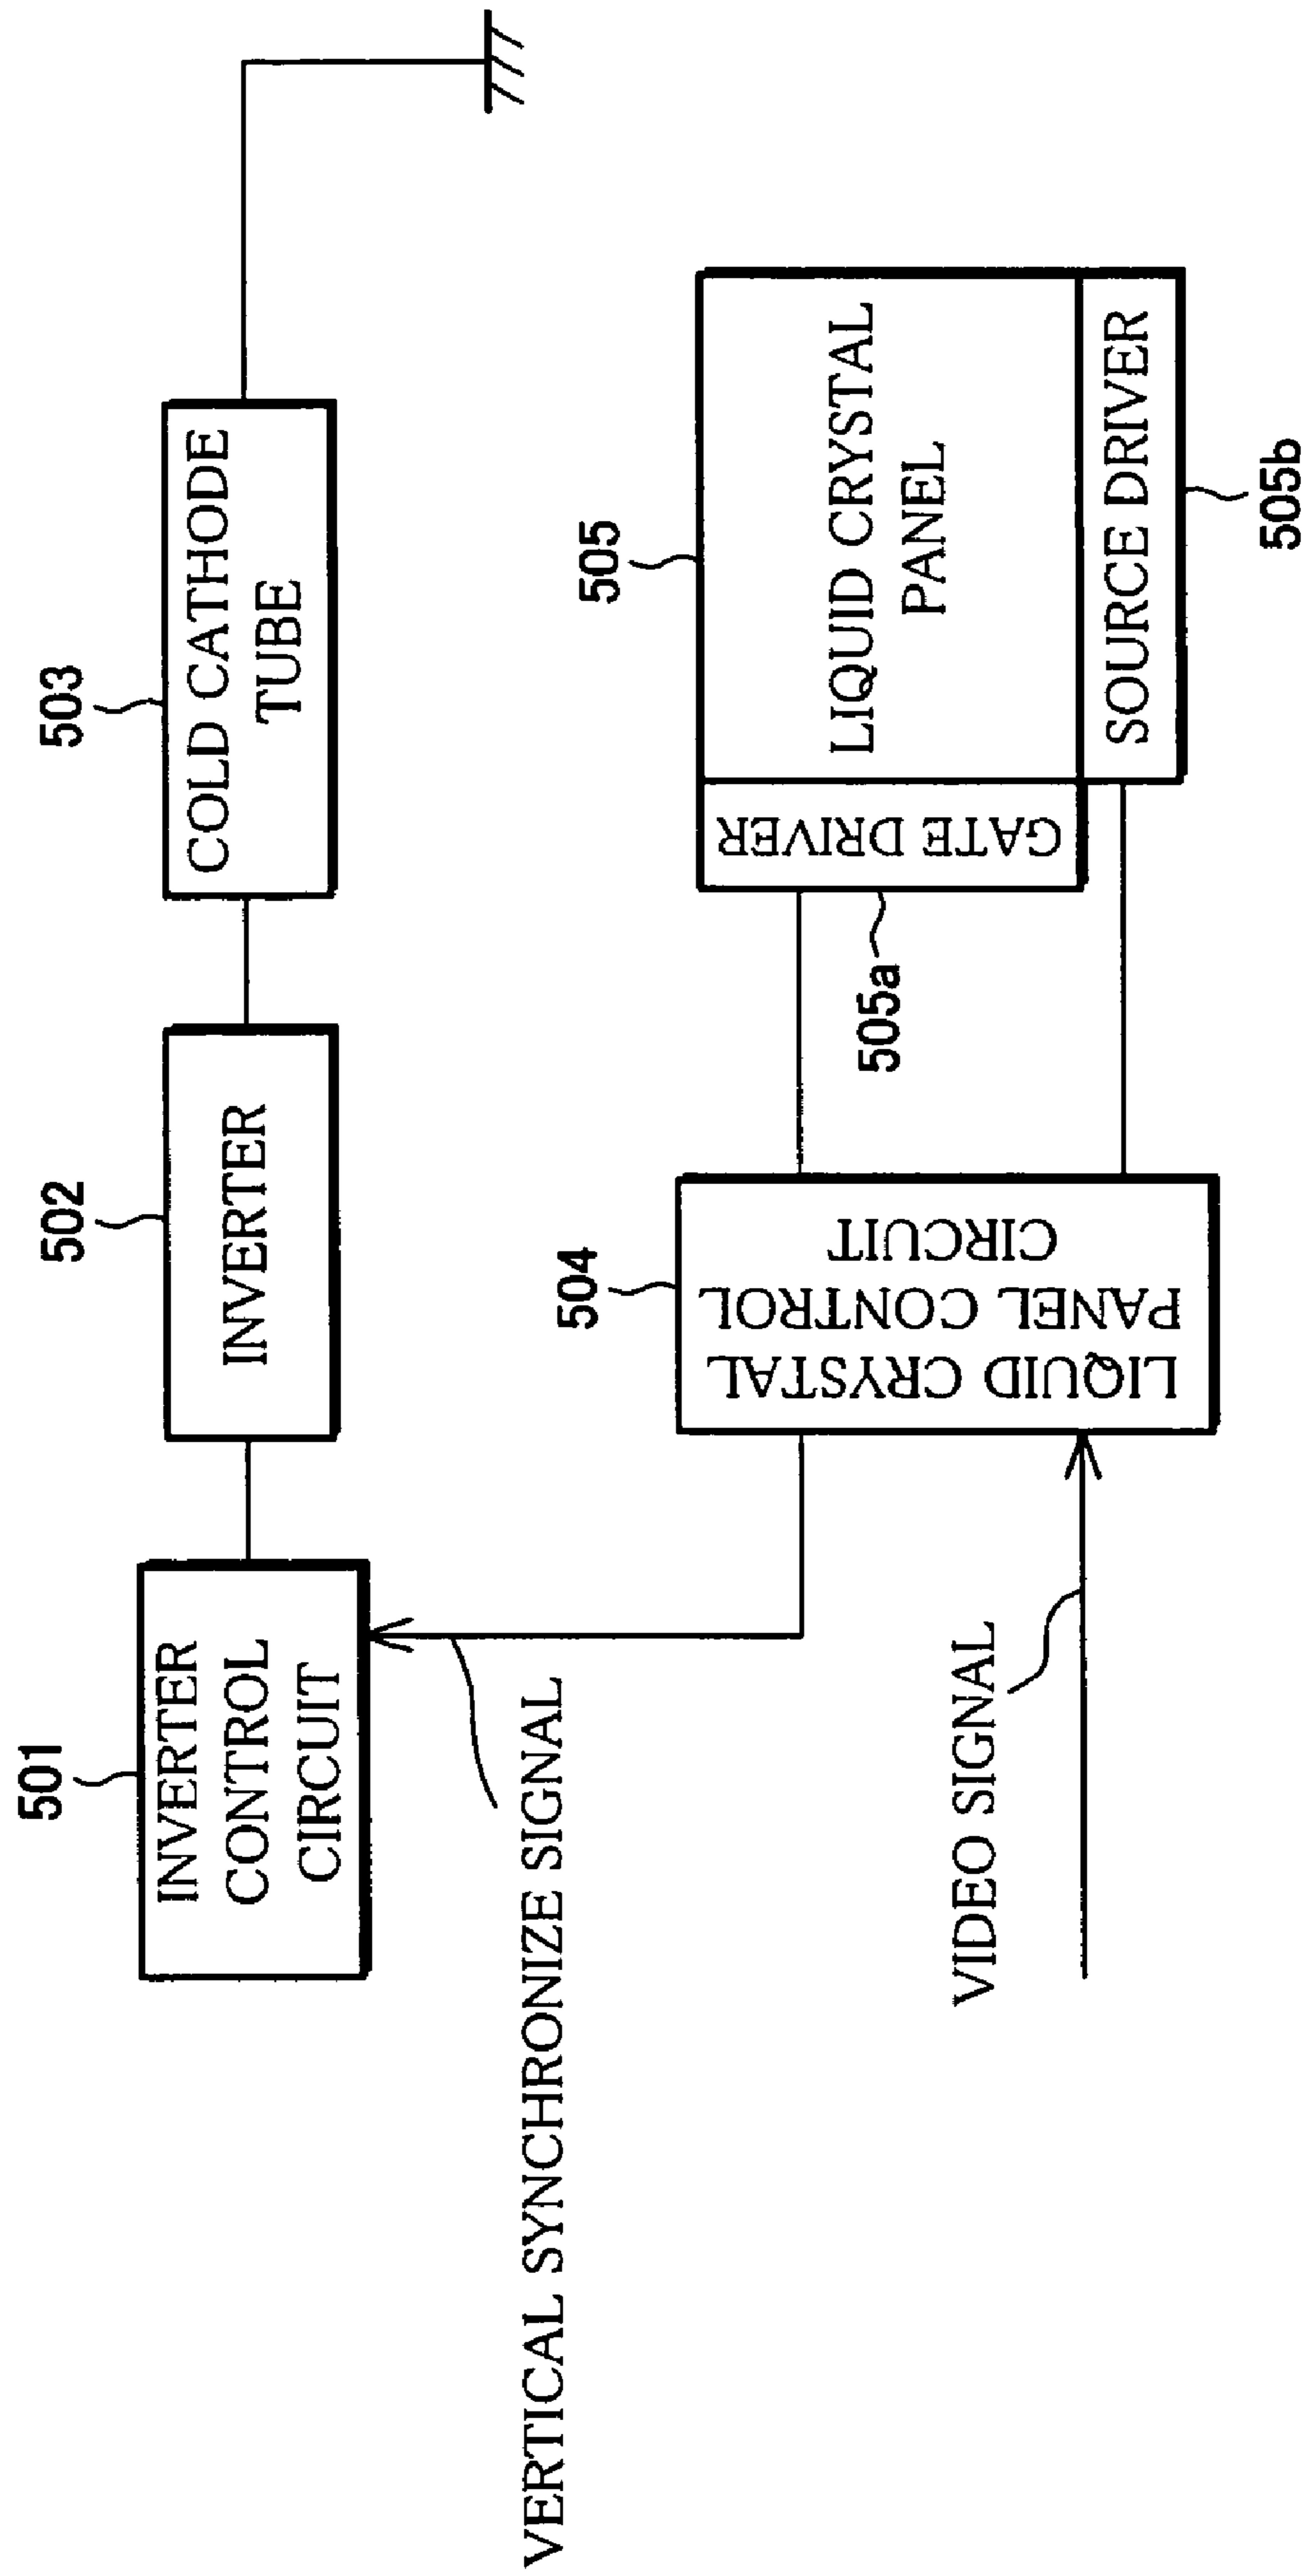 501
INVERTER
CONTROL
CIRCUIT
502
INVERTER
503
COLD CATHODE
TUBE
VERTICAL SYNCHRONIZE SIGNAL
504
LIQUID CRYSTAL
PANEL CONTROL
CIRCUIT
505
LIQUID CRYSTAL
PANEL
GATE DRIVER
505a
SOURCE DRIVER
505b
VIDEO SIGNAL